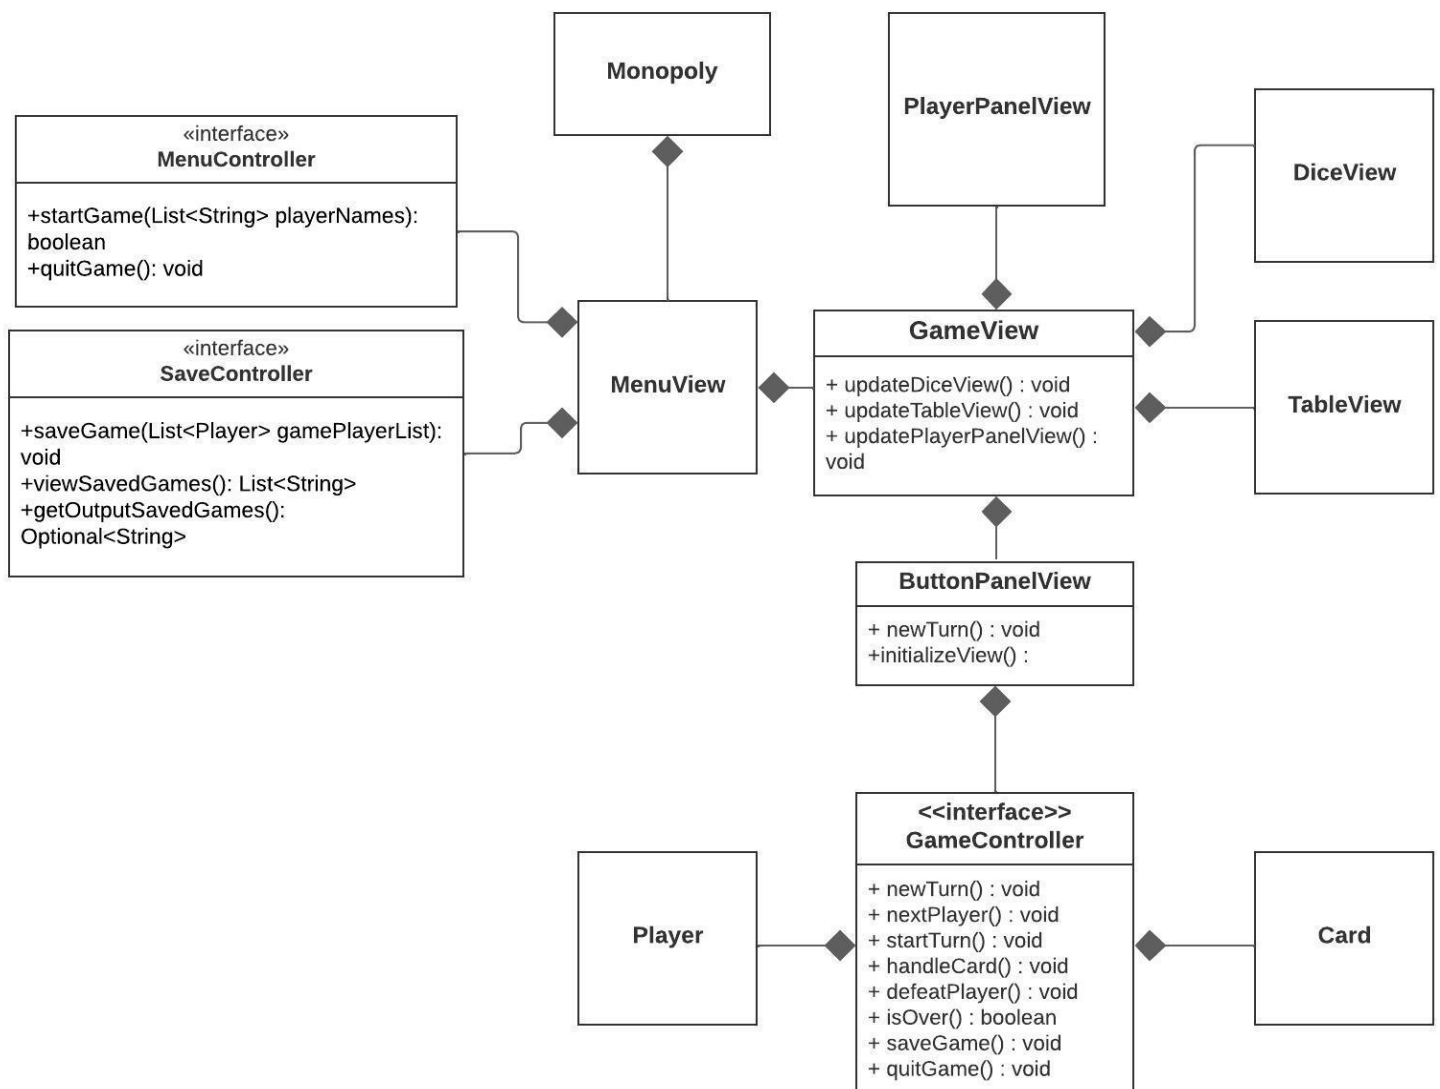 Monopoly
PlayerPanelView
DiceView
«interface»
MenuController
+startGame(List<String> playerNames):
boolean
+quitGame(): void
«interface»
SaveController
+saveGame(List<Player> gamePlayerList):
void
+viewSavedGames(): List<String>
+getOutputSavedGames():
Optional<String>
MenuView
GameView
+ updateDiceView() : void
+ updateTableView() : void
+ updatePlayerPanelView() :
void
TableView
ButtonPanelView
+ newTurn() : void
+initializeView() :
<<interface>>
GameController
+ newTurn() : void
+ nextPlayer() : void
+ startTurn() : void
+ handleCard() : void
+ defeatPlayer() : void
+ isOver() : boolean
+ saveGame() : void
+ quitGame() : void
Player
Card